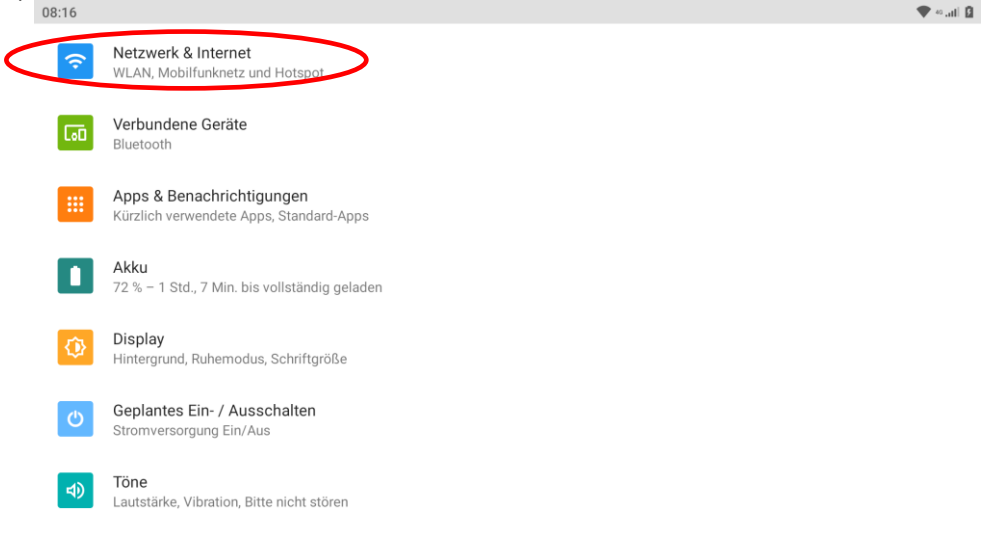 08:16
Netzwerk & Internet
WLAN, Mobilfunknetz und Hotspot
Verbundene Geräte
Bluetooth
Apps & Benachrichtigungen
Kürzlich verwendete Apps, Standard-Apps
Akku
72 % – 1 Std., 7 Min. bis vollständig geladen
Display
Hintergrund, Ruhemodus, Schriftgröße
Geplantes Ein- / Ausschalten
Stromversorgung Ein/Aus
Töne
Lautstärke, Vibration, Bitte nicht stören